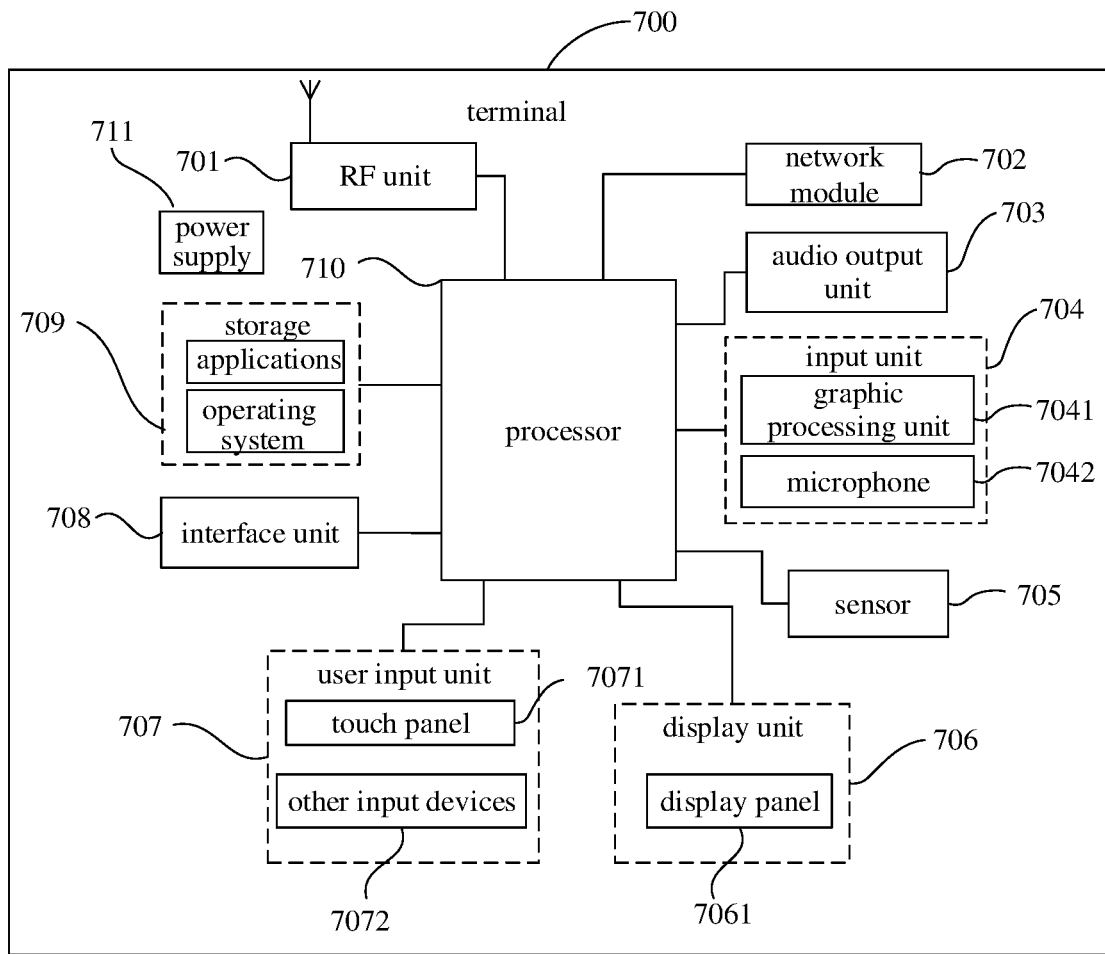 700
terminal
711
701
RF unit
network
module
702
power
supply
710
audio output
unit
703
709
storage
applications
operating
system
processor
input unit
704
graphic
processing unit
7041
microphone
7042
708
interface unit
sensor
705
user input unit
7071
touch panel
707
other input devices
7072
display unit
706
display panel
7061